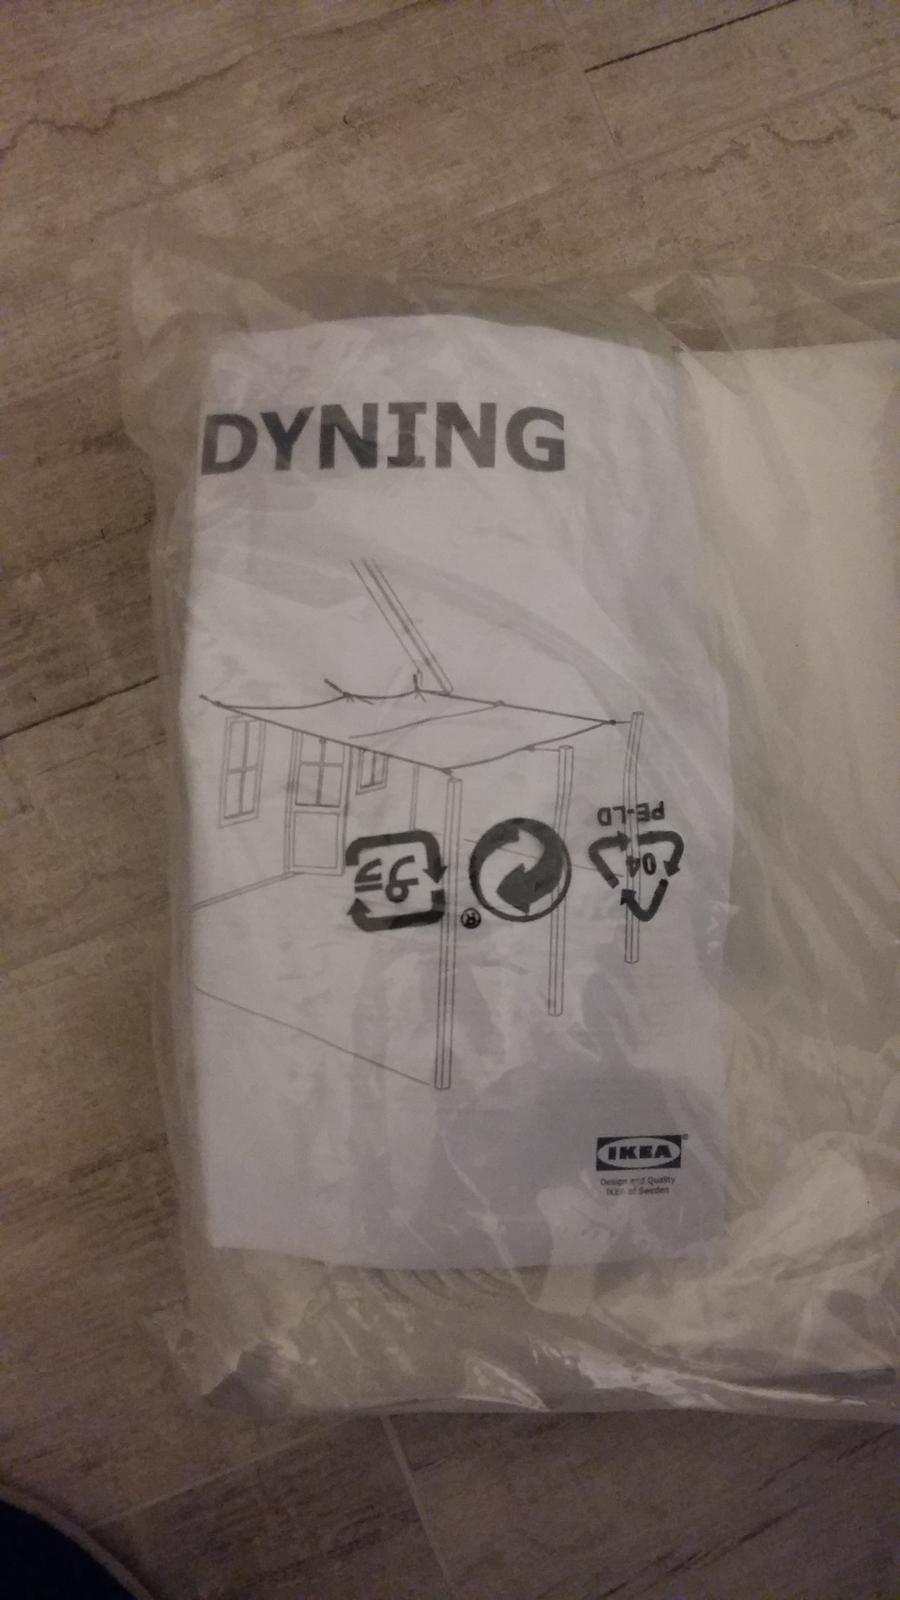 DYNING
PE-LD
04
®
IKEA®
Design and Quality
IKEA of Sweden